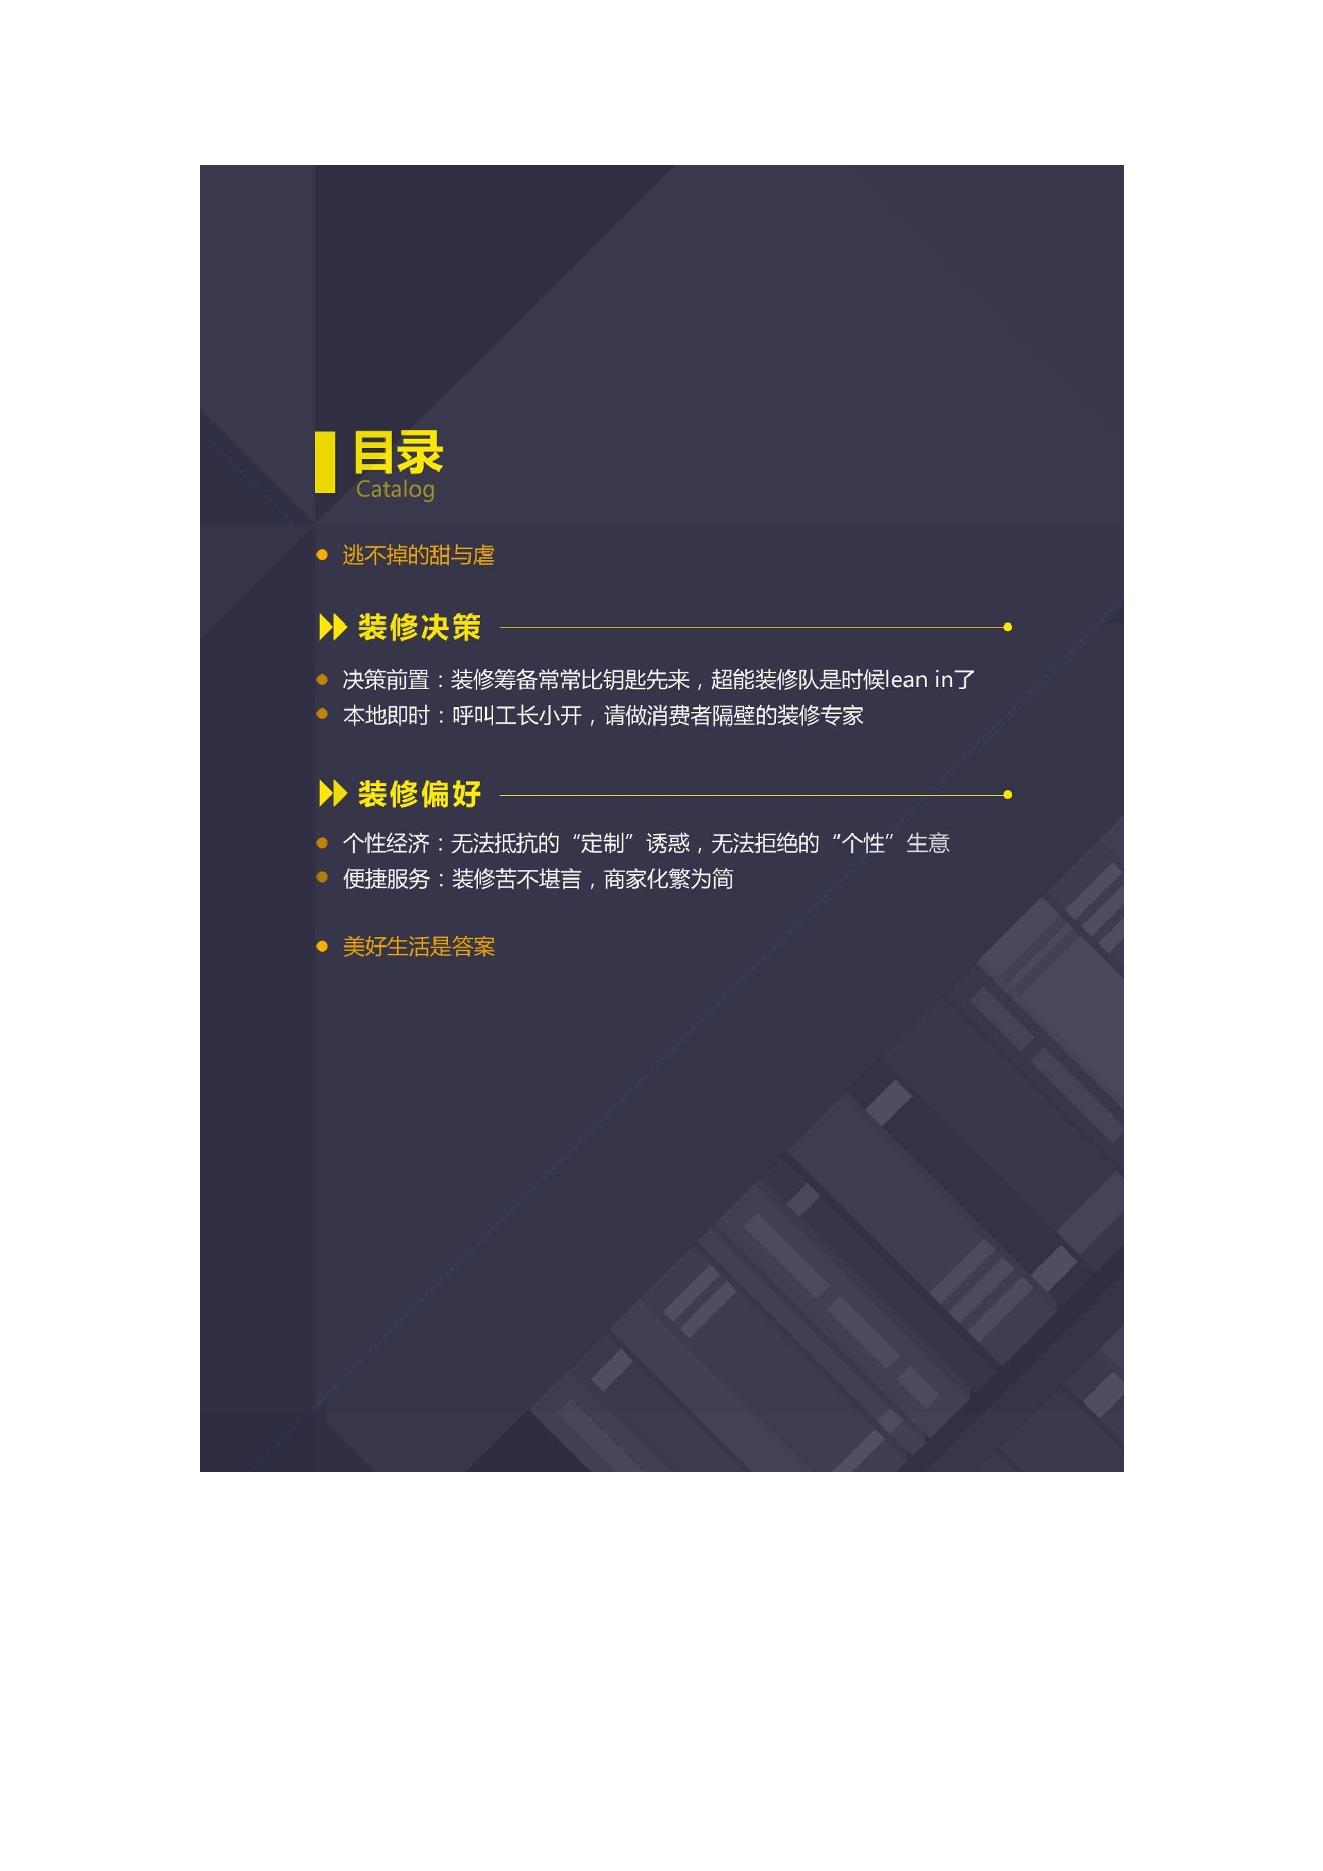 目录
Catalog
逃不掉的甜与虐
装修决策
决策前置：装修筹备常常比钥匙先来，超能装修队是时候lean in了
本地即时：呼叫工长小开，请做消费者隔壁的装修专家
装修偏好
个性经济：无法抵抗的“定制”诱惑，无法拒绝的“个性”生意
便捷服务：装修苦不堪言，商家化繁为简
美好生活是答案